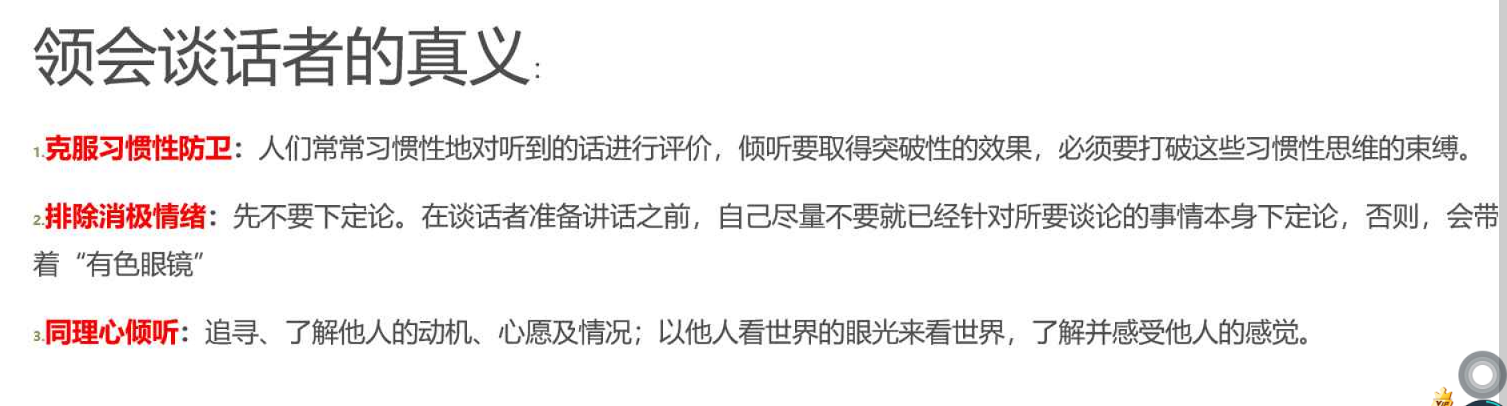 领会谈话者的真义：
1.克服习惯性防卫：人们常常习惯性地对听到的话进行评价，倾听要取得突破性的效果，必须要打破这些习惯性思维的束缚。
2.排除消极情绪：先不要下定论。在谈话者准备讲话之前，自己尽量不要就已经针对所要谈论的事情本身下定论，否则，会带
着“有色眼镜”
3.同理心倾听：追寻、了解他人的动机、心愿及情况；以他人看世界的眼光来看世界，了解并感受他人的感觉。
VIP